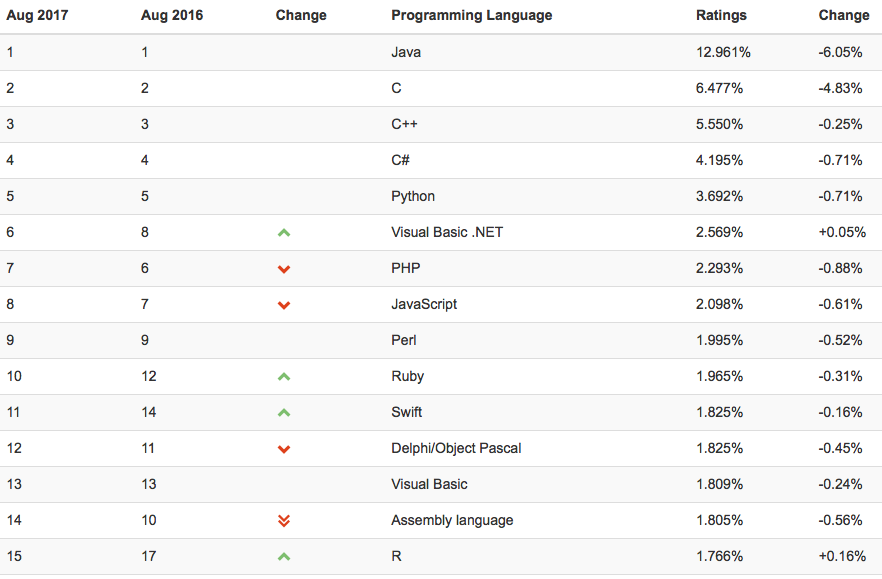 Aug 2017 Aug 2016 Change Programming Language Ratings Change
1 1 Java 12.961% -6.05%
2 2 C 6.477% -4.83%
3 3 C++ 5.550% -0.25%
4 4 C# 4.195% -0.71%
5 5 Python 3.692% -0.71%
6 8 Visual Basic .NET 2.569% +0.05%
7 6 PHP 2.293% -0.88%
8 7 JavaScript 2.098% -0.61%
9 9 Perl 1.995% -0.52%
10 12 Ruby 1.965% -0.31%
11 14 Swift 1.825% -0.16%
12 11 Delphi/Object Pascal 1.825% -0.45%
13 13 Visual Basic 1.809% -0.24%
14 10 Assembly language 1.805% -0.56%
15 17 R 1.766% +0.16%